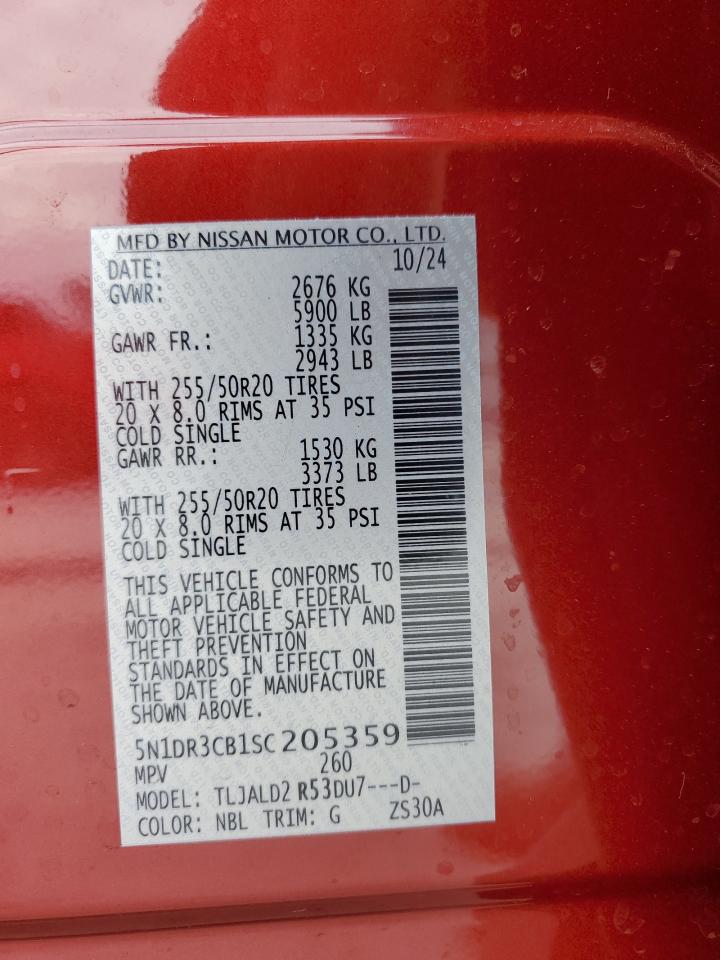 MFD BY NISSAN MOTOR CO., LTD.
DATE: 10/24
GVWR: 2676 KG
5900 LB
GAWR FR.: 1335 KG
2943 LB
WITH 255/50R20 TIRES
20 X 8.0 RIMS AT 35 PSI
COLD SINGLE
GAWR RR.: 1530 KG
3373 LB
WITH 255/50R20 TIRES
20 X 8.0 RIMS AT 35 PSI
COLD SINGLE
THIS VEHICLE CONFORMS TO
ALL APPLICABLE FEDERAL
MOTOR VEHICLE SAFETY AND
THEFT PREVENTION
STANDARDS IN EFFECT ON
THE DATE OF MANUFACTURE
SHOWN ABOVE.
5N1DR3CB1SC205359
MPV 260
MODEL: TLJALD2 R53DU7---D-
COLOR: NBL TRIM: G ZS30A